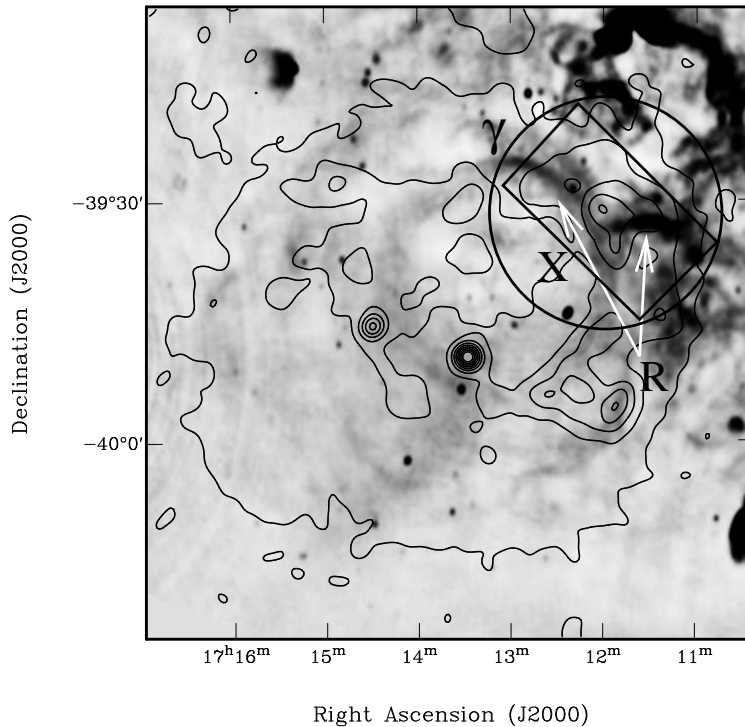 γ
−39°30′
X
R
−40°0′
17ʰ16ᵐ 15ᵐ 14ᵐ 13ᵐ 12ᵐ 11ᵐ
Right Ascension (J2000)
Declination (J2000)